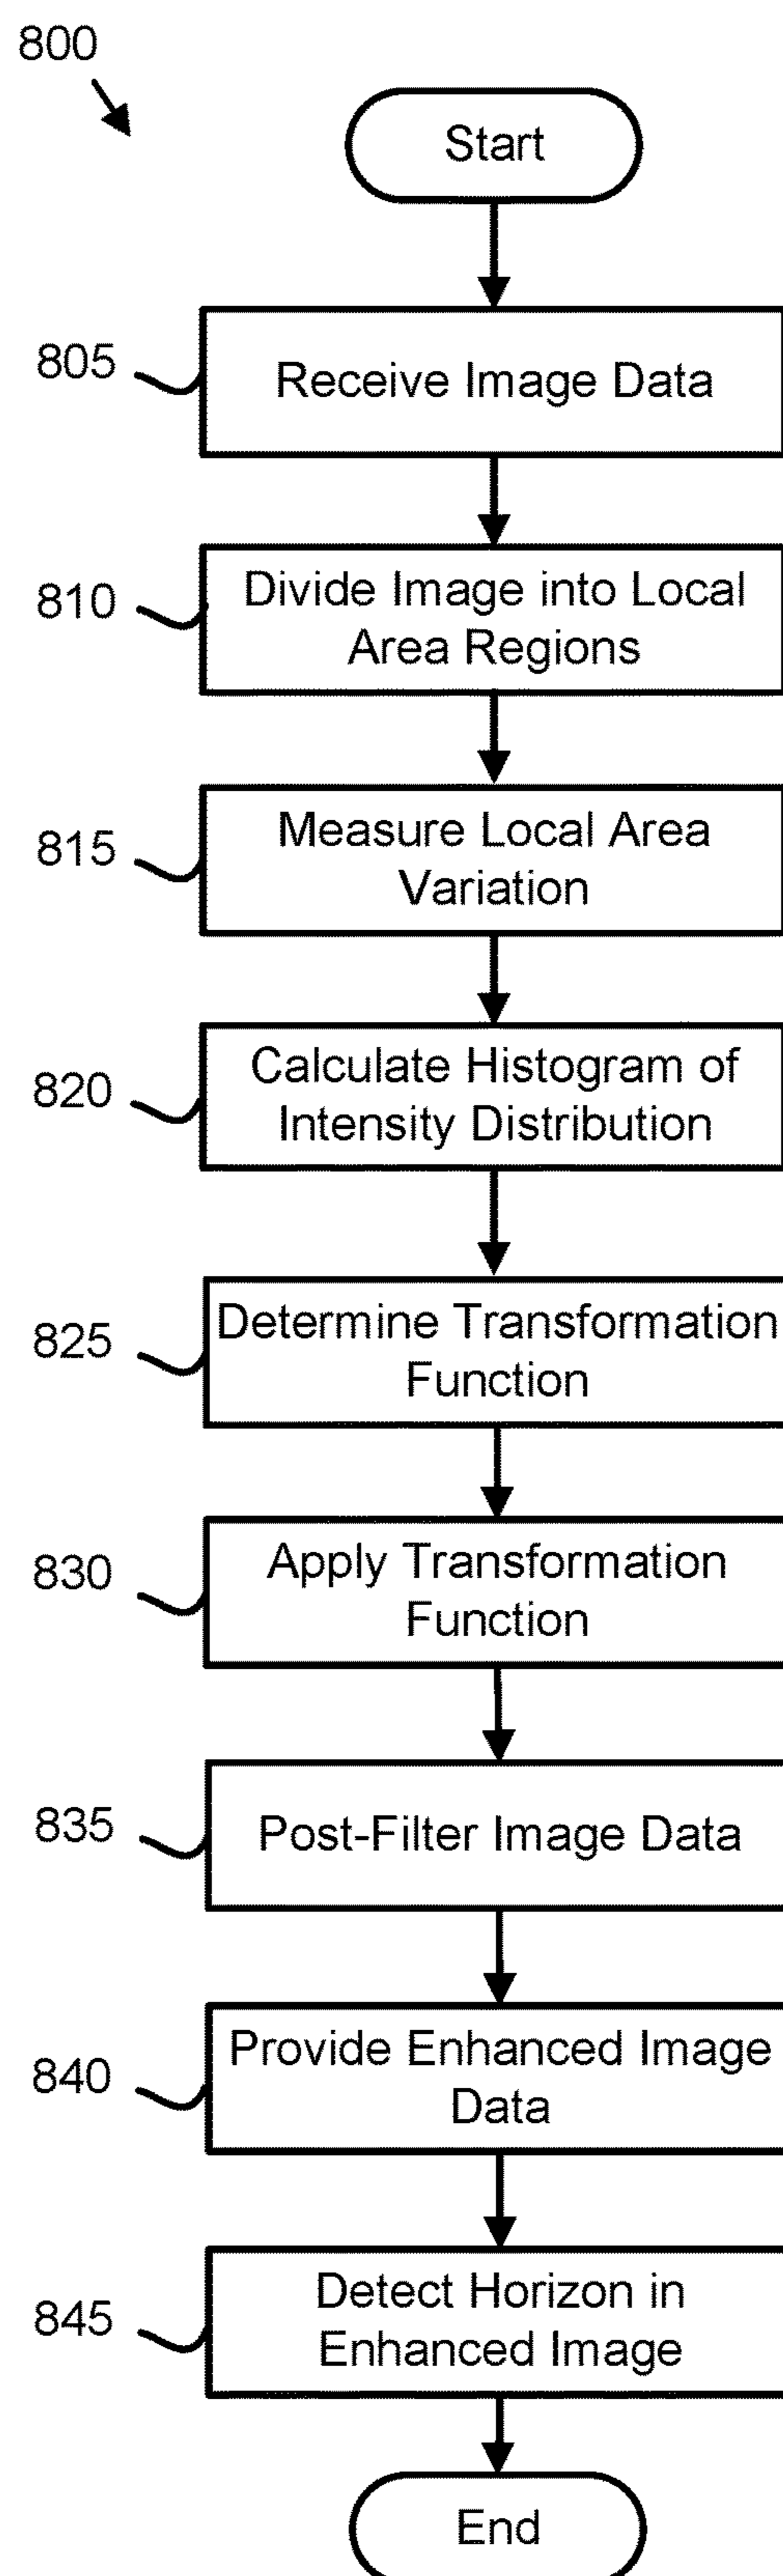 800
Start
805
Receive Image Data
810
Divide Image into Local
Area Regions
815
Measure Local Area
Variation
820
Calculate Histogram of
Intensity Distribution
825
Determine Transformation
Function
830
Apply Transformation
Function
835
Post-Filter Image Data
840
Provide Enhanced Image
Data
845
Detect Horizon in
Enhanced Image
End